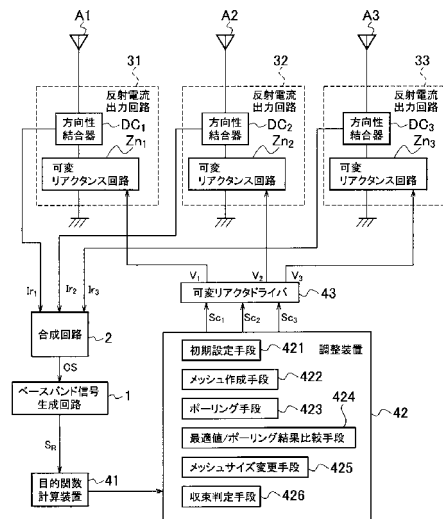 A1 A2 A3
31 32 33
反射電流
出力回路
反射電流
出力回路
反射電流
出力回路
方向性
結合器
DC1
方向性
結合器
DC2
方向性
結合器
DC3
Zn1 Zn2 Zn3
可変
リアクタンス回路
可変
リアクタンス回路
可変
リアクタンス回路
V1 V2 V3
可変リアクタドライバ
43
Ir1 Ir2 Ir3
Sc1 Sc2 Sc3
合成回路
2
CS
ベースバンド信号
生成回路
1
SR
目的関数
計算装置
41
調整装置
42
初期設定手段
421
メッシュ作成手段
422
ポーリング手段
423
424
最適値/ポーリング結果比較手段
メッシュサイズ変更手段
425
収束判定手段
426